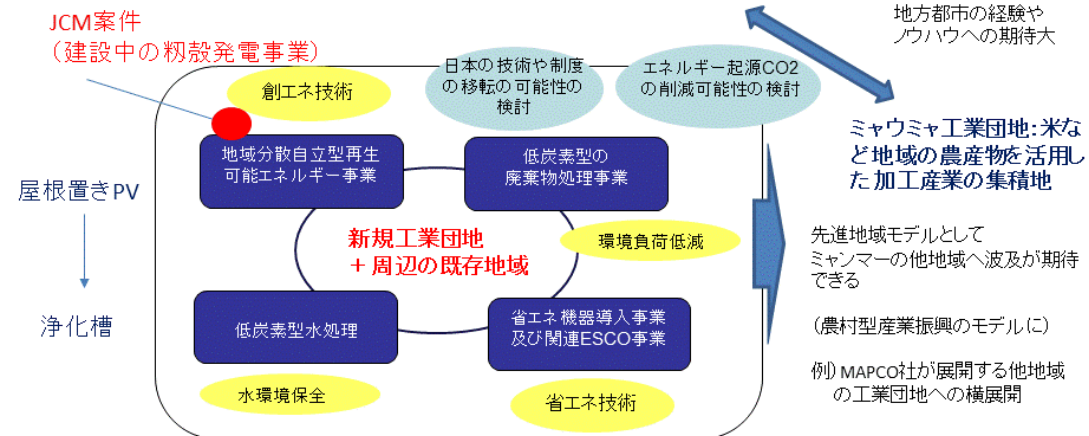 JCM案件
(建設中の籾殻発電事業)
地方都市の経験や
ノウハウへの期待大
創エネ技術
日本の技術や制度
の移転の可能性の
検討
エネルギー起源CO2
の削減可能性の検討
地域分散自立型再生
可能エネルギー事業
低炭素型の
廃棄物処理事業
ミャウミャ工業団地:米な
ど地域の農産物を活用し
た加工産業の集積地
屋根置きPV
新規工業団地
+周辺の既存地域
環境負荷低減
先進地域モデルとして
ミャンマーの他地域へ波及が期待
できる
浄化槽
低炭素型水処理
省エネ機器導入事業
及び関連ESCO事業
(農村型産業振興のモデルに)
水環境保全
省エネ技術
例)MAPCO社が展開する他地域
の工業団地への横展開